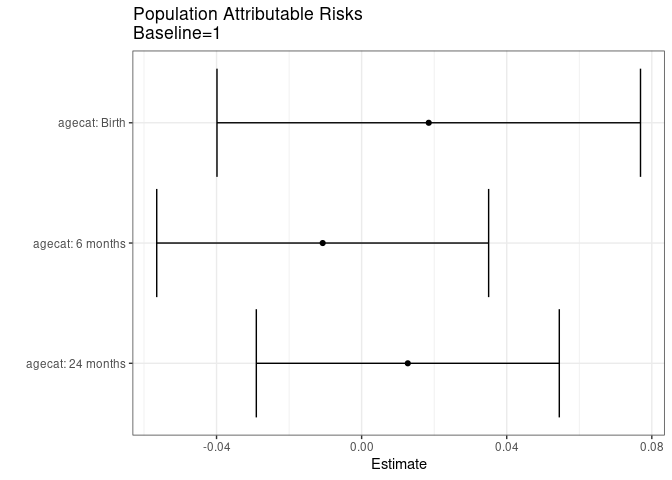 Population Attributable Risks
Baseline=1
agecat: Birth
agecat: 6 months
agecat: 24 months
-0.04 0.00 0.04 0.08
Estimate